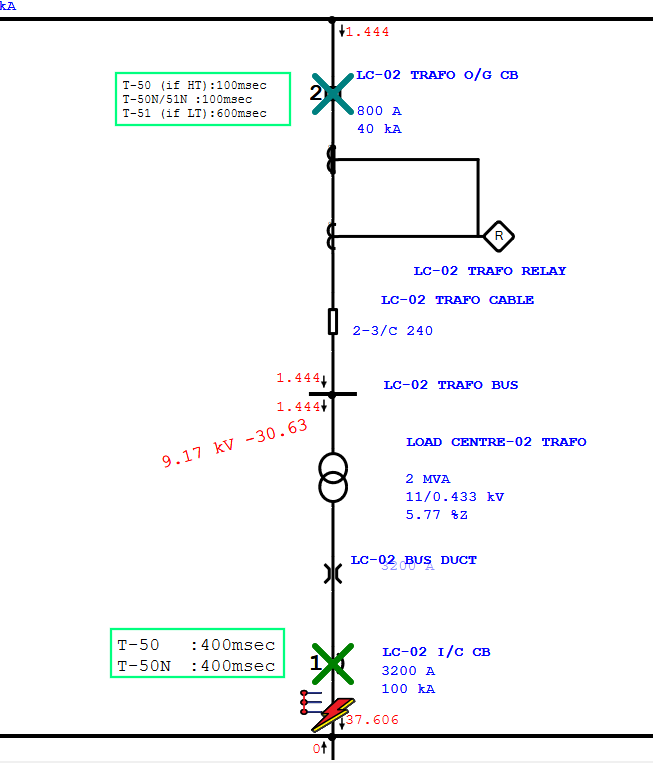 kA
1.444
LC-02 TRAFO O/G CB
T-50 (if HT):100msec
T-50N/51N :100msec
T-51 (if LT):600msec
2
800 A
40 kA
R
LC-02 TRAFO RELAY
LC-02 TRAFO CABLE
2-3/C 240
1.444
LC-02 TRAFO BUS
1.444
9.17 kV -30.63
LOAD CENTRE-02 TRAFO
2 MVA
11/0.433 kV
5.77 %Z
LC-02 BUS DUCT
3200 A
T-50 :400msec
T-50N :400msec
1
LC-02 I/C CB
3200 A
100 kA
37.606
0